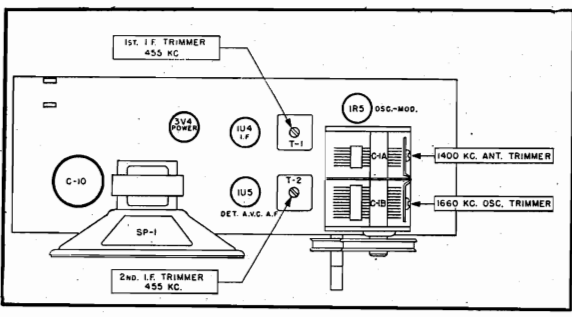 1ST. I.F. TRIMMER
455 KC
3V4
POWER
1U4
I.F
T-1
1R5
OSC.-MOD.
C-1A
1400 KC. ANT. TRIMMER
C-10
1U5
DET. A.V.C. A.F
T-2
C-1B
1660 KC. OSC. TRIMMER
SP-1
2ND. I.F. TRIMMER
455 KC.